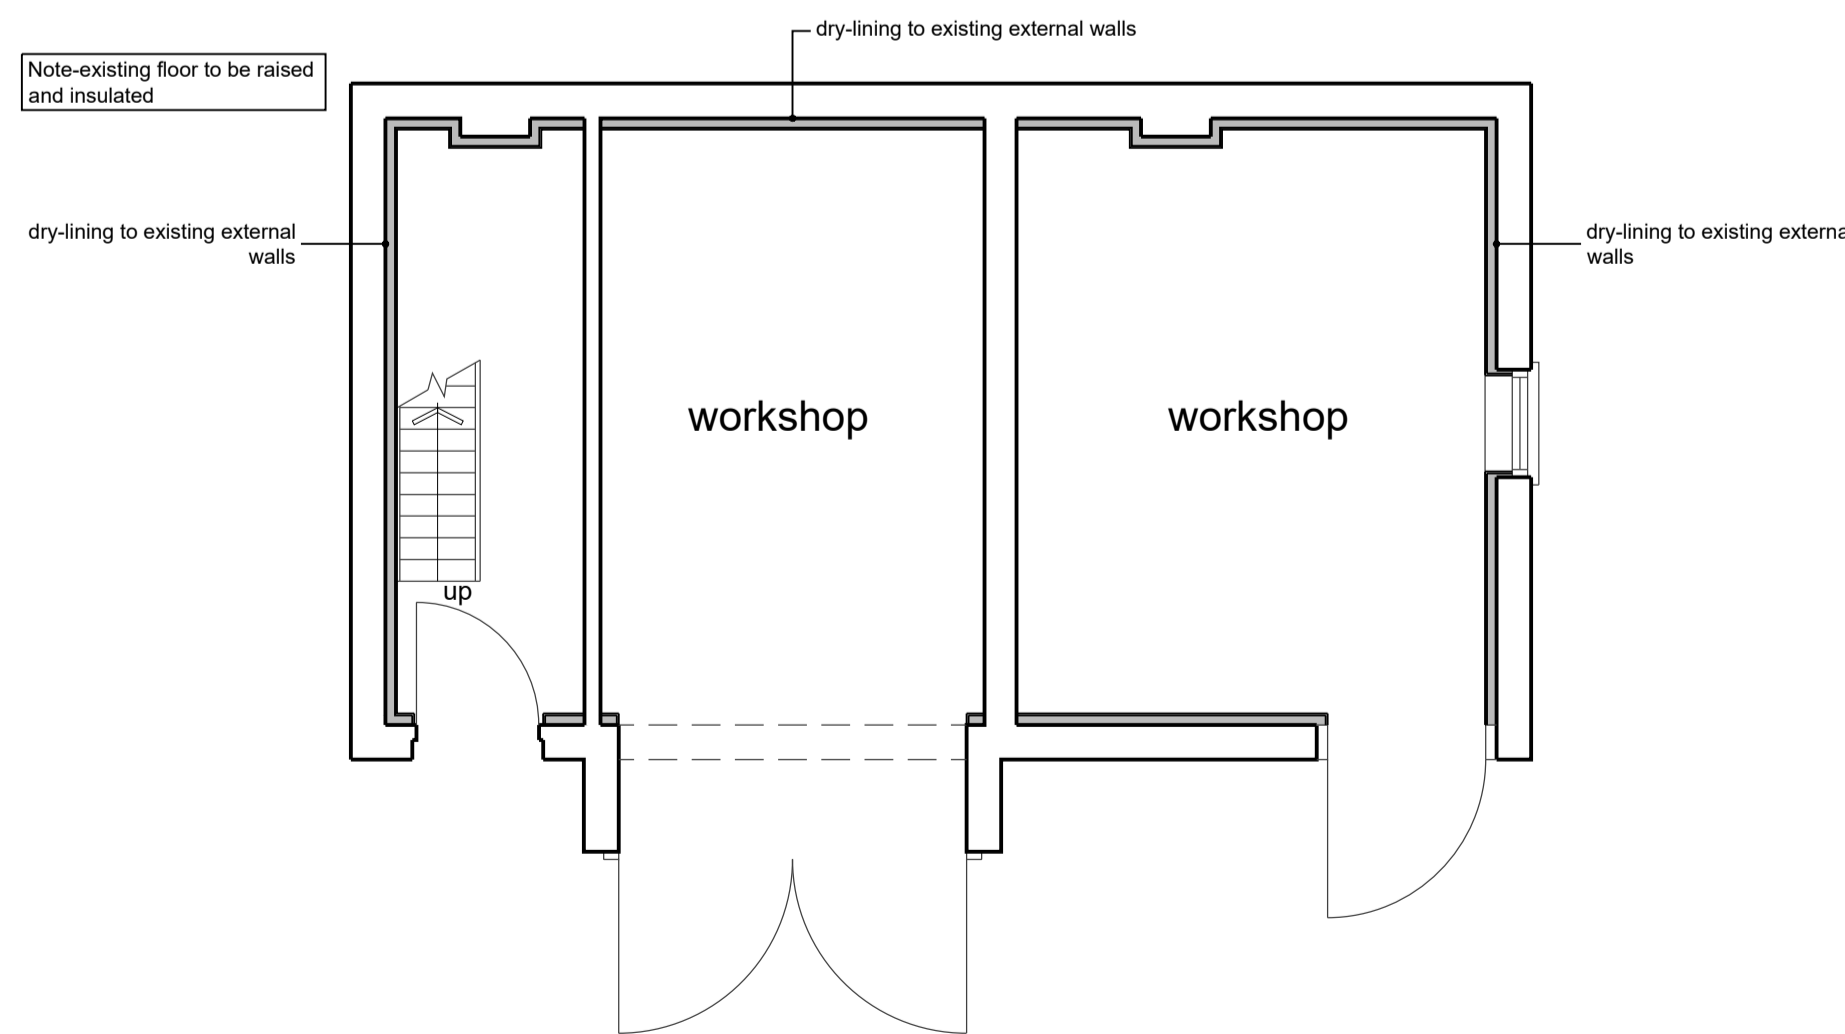 dry-lining to existing external walls
Note-existing floor to be raised
and insulated
dry-lining to existing external
walls
dry-lining to existing externa
walls
workshop
workshop
up